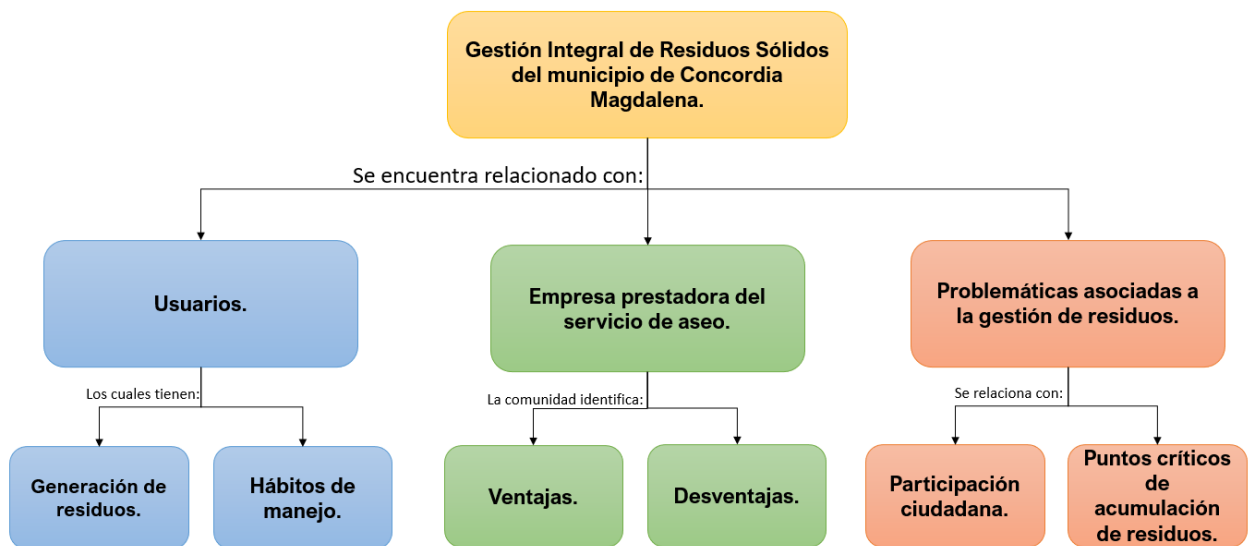 Gestión Integral de Residuos Sólidos
del municipio de Concordia
Magdalena.
Se encuentra relacionado con:
Usuarios.
Empresa prestadora del
servicio de aseo.
Problemáticas asociadas a
la gestión de residuos.
Los cuales tienen:
La comunidad identifica:
Se relaciona con:
Generación de
residuos.
Hábitos de
manejo.
Ventajas.
Desventajas.
Participación
ciudadana.
Puntos críticos
de
acumulación
de residuos.